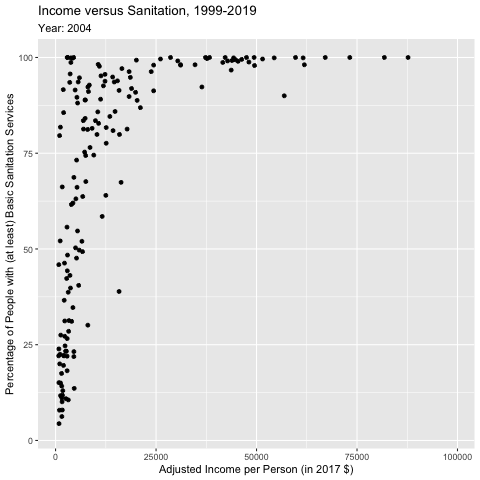 Income versus Sanitation, 1999-2019
Year: 2004
Percentage of People with (at least) Basic Sanitation Services
100
75
50
25
0
0 25000 50000 75000 100000
Adjusted Income per Person (in 2017 $)